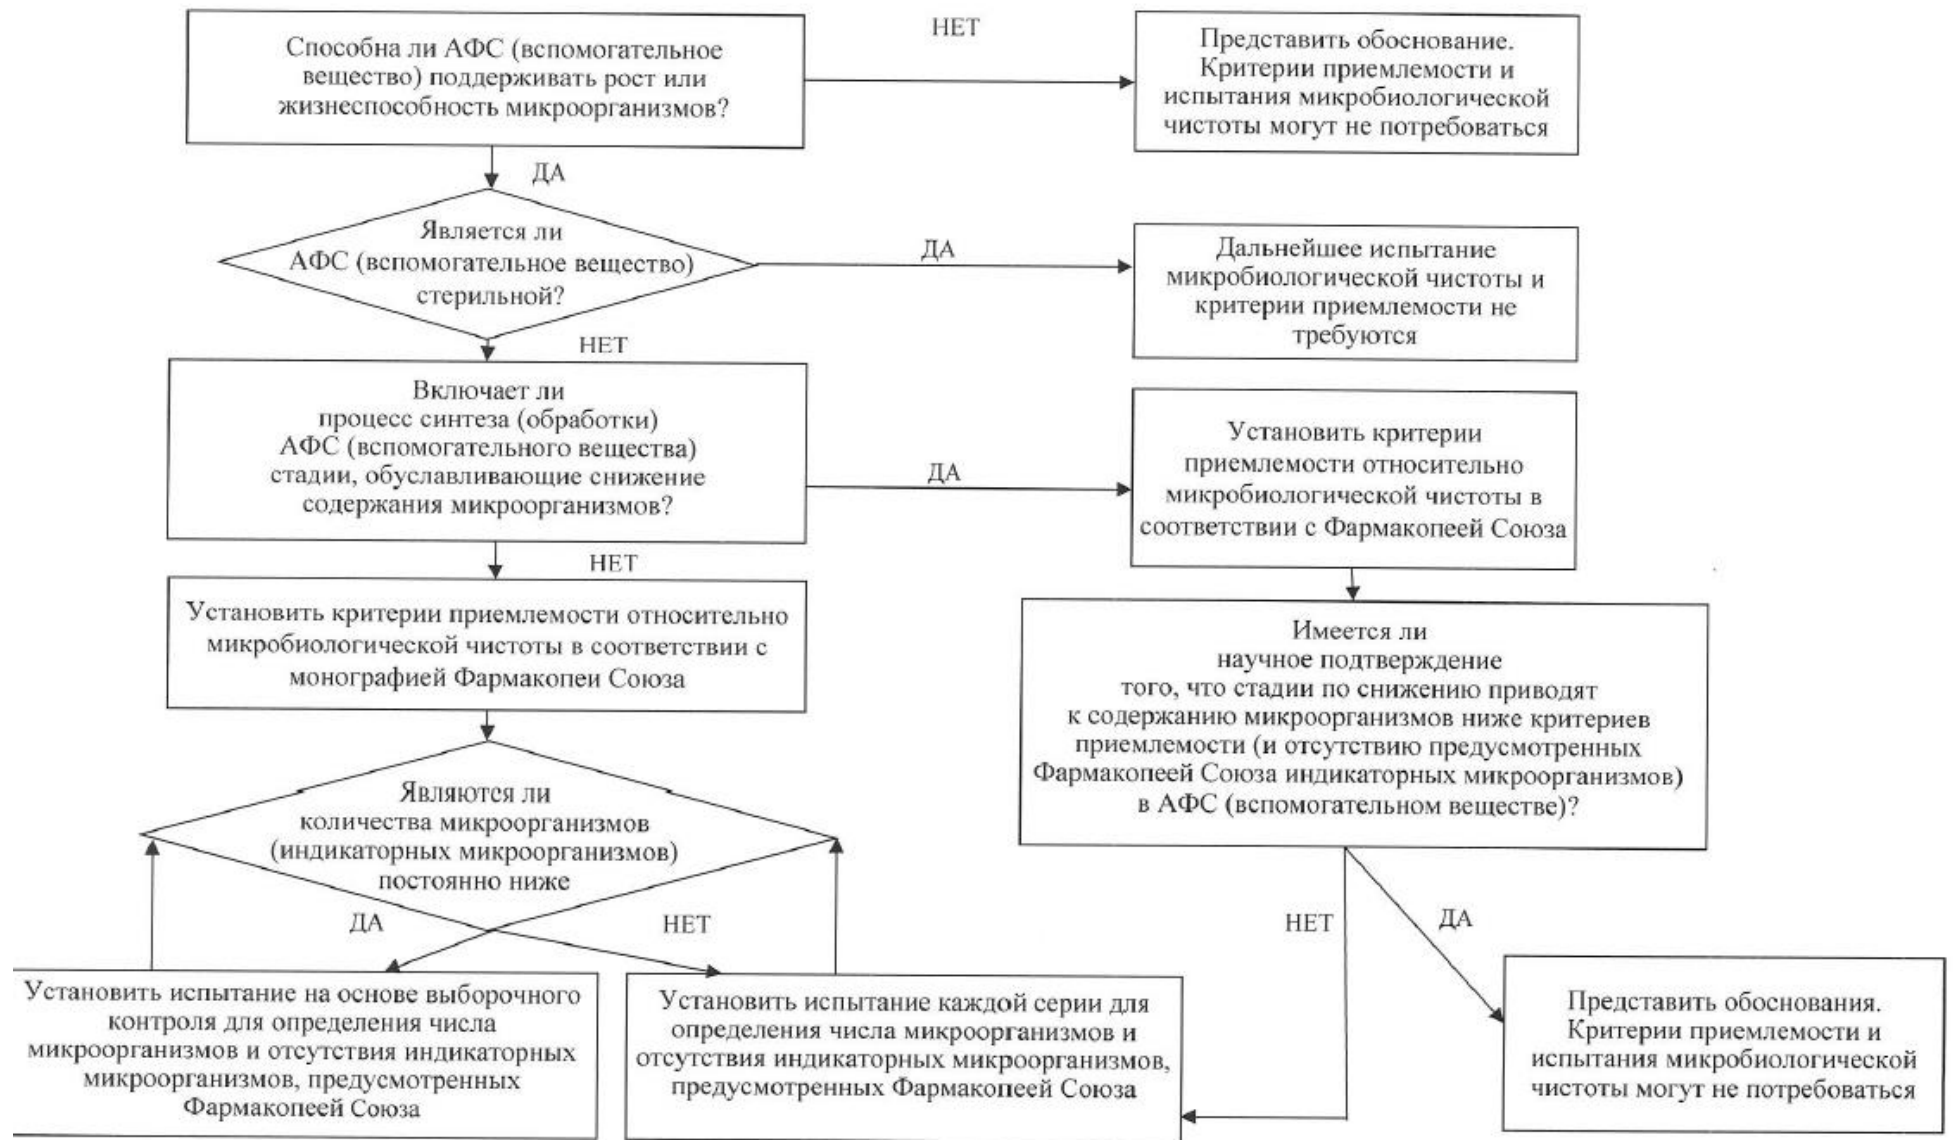 Способна ли АФС (вспомогательное
вещество) поддерживать рост или
жизнеспособность микроорганизмов?
НЕТ
Представить обоснование.
Критерии приемлемости и
испытания микробиологической
чистоты могут не потребоваться
ДА
Является ли
АФС (вспомогательное вещество)
стерильной?
ДА
Дальнейшее испытание
микробиологической чистоты и
критерии приемлемости не
требуются
НЕТ
Включает ли
процесс синтеза (обработки)
АФС (вспомогательного вещества)
стадии, обуславливающие снижение
содержания микроорганизмов?
ДА
Установить критерии
приемлемости относительно
микробиологической чистоты в
соответствии с Фармакопеей Союза
НЕТ
Установить критерии приемлемости относительно
микробиологической чистоты в соответствии с
монографией Фармакопеи Союза
Имеется ли
научное подтверждение
того, что стадии по снижению приводят
к содержанию микроорганизмов ниже критериев
приемлемости (и отсутствию предусмотренных
Фармакопеей Союза индикаторных микроорганизмов)
в АФС (вспомогательном веществе)?
Являются ли
количества микроорганизмов
(индикаторных микроорганизмов)
постоянно ниже
ДА
НЕТ
НЕТ
ДА
Установить испытание на основе выборочного
контроля для определения числа
микроорганизмов и отсутствия индикаторных
микроорганизмов, предусмотренных
Фармакопеей Союза
Установить испытание каждой серии для
определения числа микроорганизмов и
отсутствия индикаторных микроорганизмов,
предусмотренных Фармакопеей Союза
Представить обоснования.
Критерии приемлемости и
испытания микробиологической
чистоты могут не потребоваться